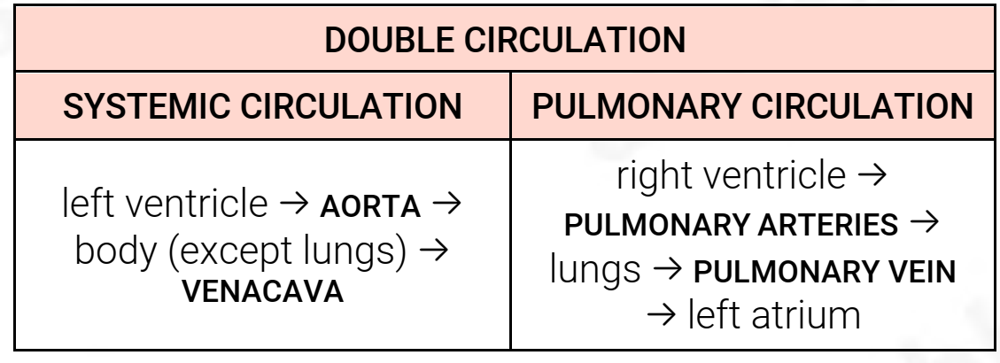 DOUBLE CIRCULATION
SYSTEMIC CIRCULATION
PULMONARY CIRCULATION
left ventricle → AORTA →
body (except lungs) →
VENACAVA
right ventricle →
PULMONARY ARTERIES →
lungs → PULMONARY VEIN
→ left atrium